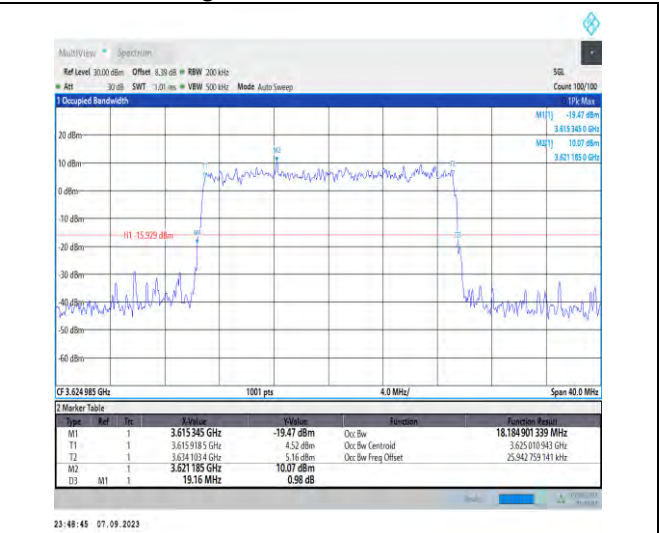 MultiView Spectrum
Ref Level 30.00 dBm Offset 8.39 dB RBW 200 kHz SGL
Att 30 dB SWT 1.01 ms VBW 500 kHz Mode Auto Sweep Count 100/100
1 Occupied Bandwidth 1Pk Max
M1[1] -19.47 dBm
3.615 345 0 GHz
M2[1] 10.07 dBm
3.621 185 0 GHz
20 dBm
M2
10 dBm
T1
0 dBm
-10 dBm
H1 -15.929 dBm
-20 dBm
-30 dBm
-40 dBm
-50 dBm
-60 dBm
CF 3.624 985 GHz 1001 pts 4.0 MHz/ Span 40.0 MHz
2 Marker Table
Type Ref Trc X-Value Y-Value Function Function Result
M1 1 3.615 345 GHz -19.47 dBm Occ Bw 18.184 901 339 MHz
T1 1 3.615 918 5 GHz 4.52 dBm Occ Bw Centroid 3.625 010 943 GHz
T2 1 3.634 103 4 GHz 5.16 dBm Occ Bw Freq Offset 25.942 759 141 kHz
M2 1 3.621 185 GHz 10.07 dBm
D3 M1 1 19.16 MHz 0.98 dB
23:48:45 07.09.2023